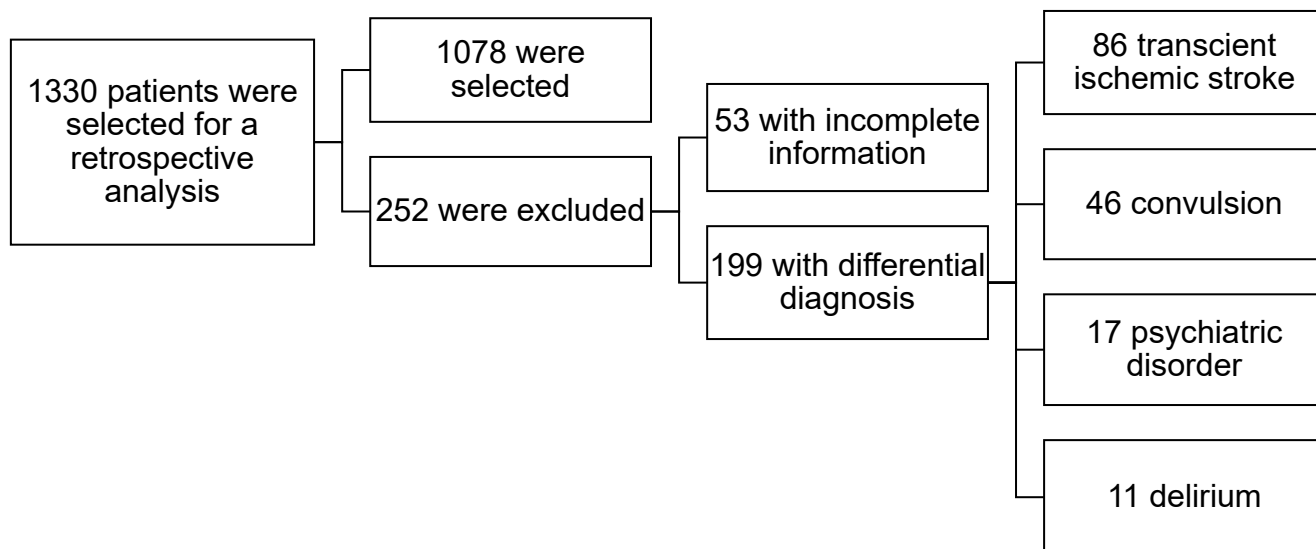 1330 patients were
selected for a
retrospective
analysis
1078 were
selected
252 were excluded
53 with incomplete
information
199 with differential
diagnosis
86 transcient
ischemic stroke
46 convulsion
17 psychiatric
disorder
11 delirium